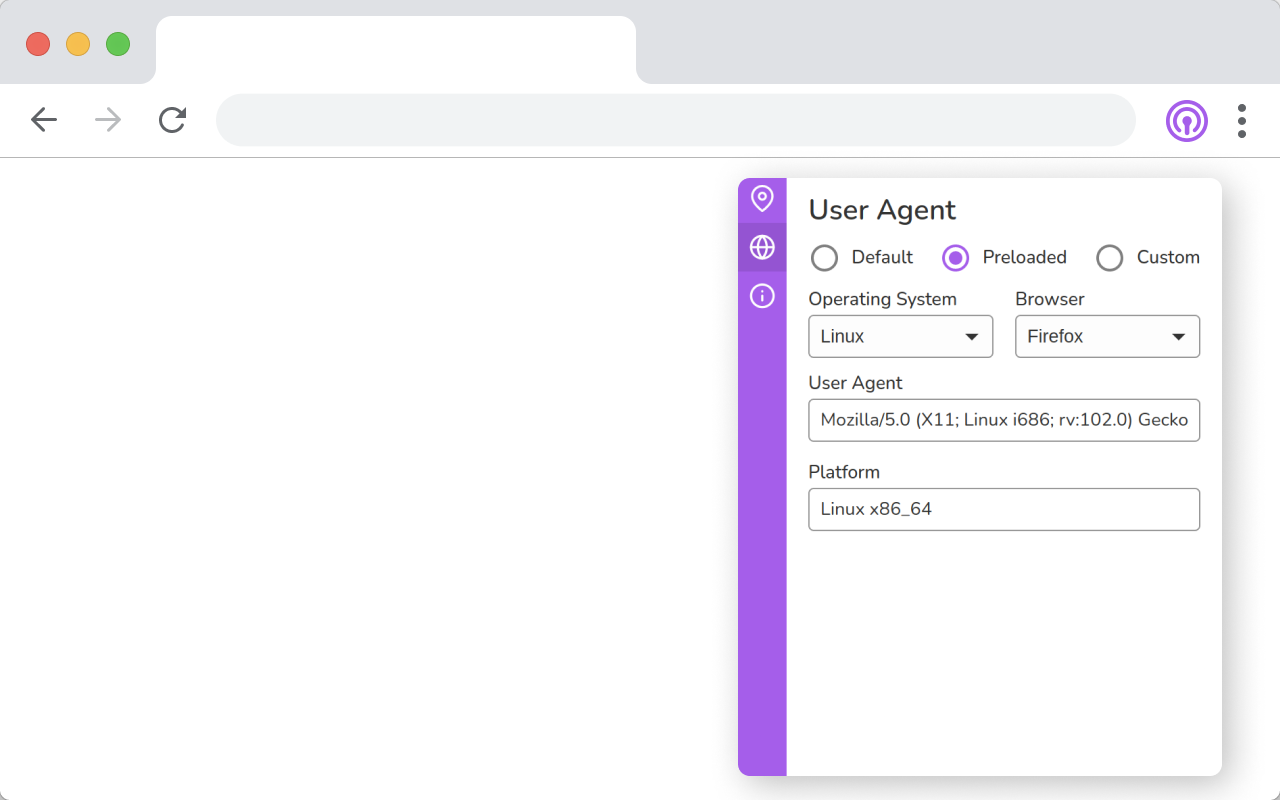 User Agent
Default Preloaded Custom
Operating System Browser
Linux Firefox
User Agent
Mozilla/5.0 (X11; Linux i686; rv:102.0) Gecko
Platform
Linux x86_64